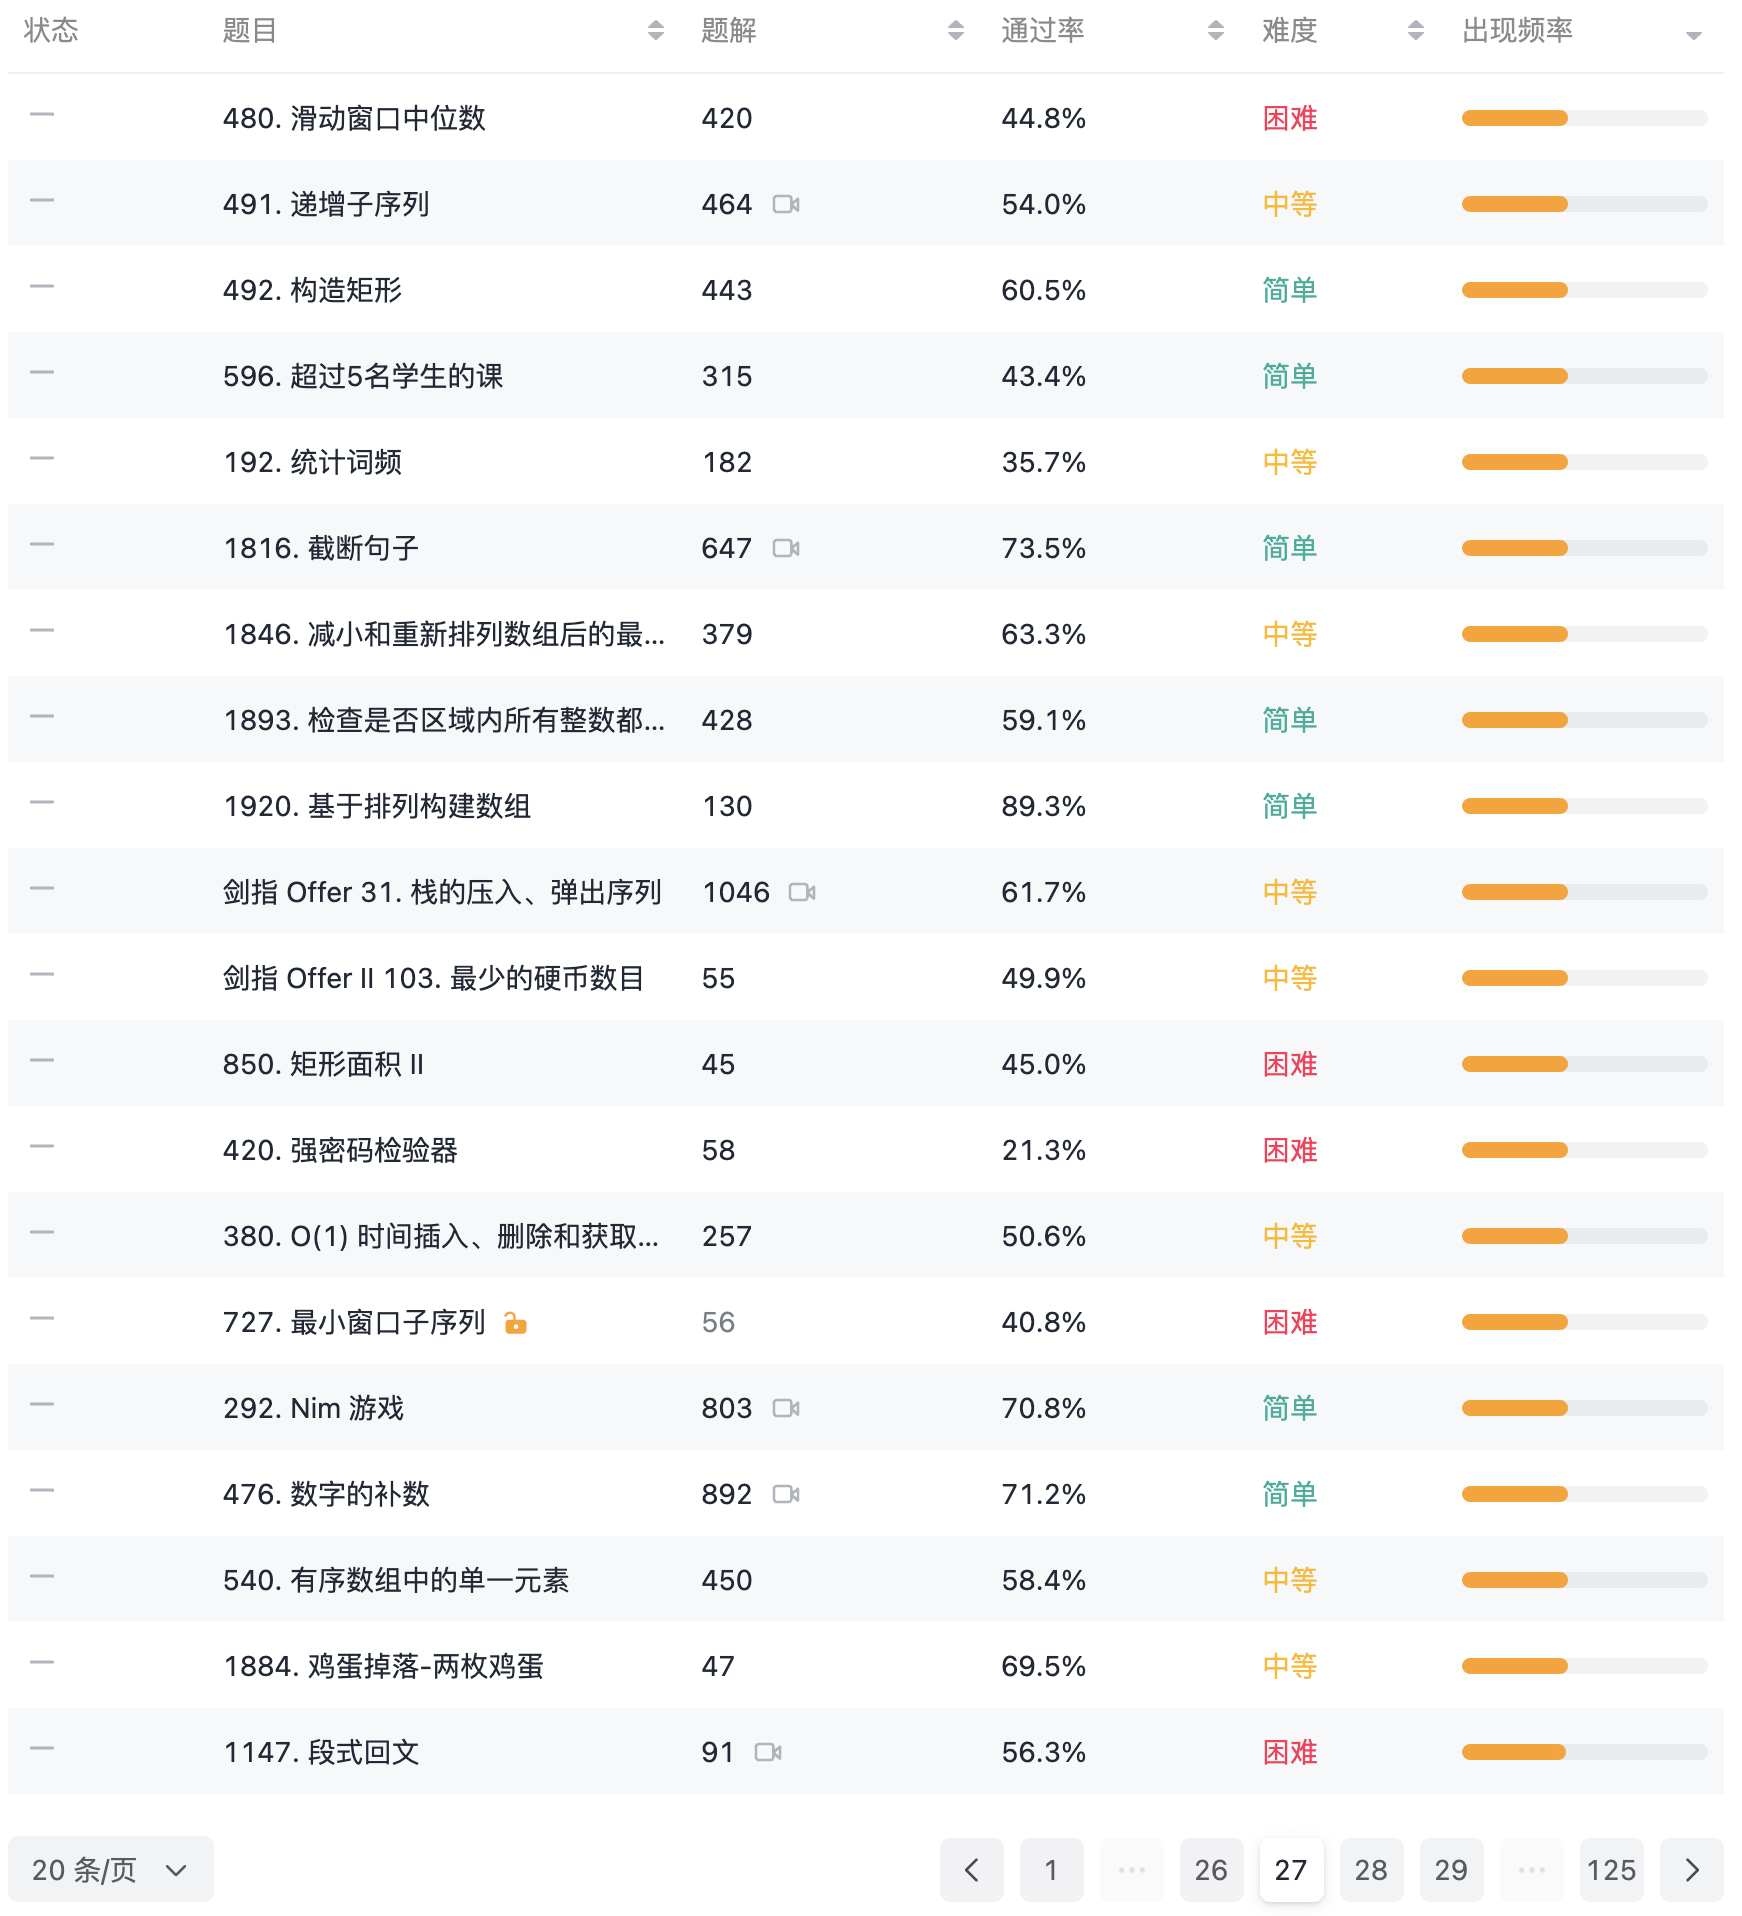 状态 题目 题解 通过率 难度 出现频率
480. 滑动窗口中位数 420 44.8% 困难
491. 递增子序列 464 54.0% 中等
492. 构造矩形 443 60.5% 简单
596. 超过5名学生的课 315 43.4% 简单
192. 统计词频 182 35.7% 中等
1816. 截断句子 647 73.5% 简单
1846. 减小和重新排列数组后的最... 379 63.3% 中等
1893. 检查是否区域内所有整数都... 428 59.1% 简单
1920. 基于排列构建数组 130 89.3% 简单
剑指 Offer 31. 栈的压入、弹出序列 1046 61.7% 中等
剑指 Offer II 103. 最少的硬币数目 55 49.9% 中等
850. 矩形面积 II 45 45.0% 困难
420. 强密码检验器 58 21.3% 困难
380. O(1) 时间插入、删除和获取... 257 50.6% 中等
727. 最小窗口子序列 56 40.8% 困难
292. Nim 游戏 803 70.8% 简单
476. 数字的补数 892 71.2% 简单
540. 有序数组中的单一元素 450 58.4% 中等
1884. 鸡蛋掉落-两枚鸡蛋 47 69.5% 中等
1147. 段式回文 91 56.3% 困难
20 条/页 1 ... 26 27 28 29 ... 125